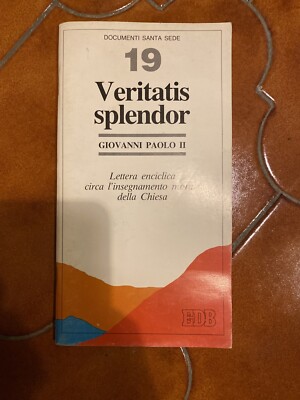 DOCUMENTI SANTA SEDE
19
Veritatis
splendor
GIOVANNI PAOLO II
Lettera enciclica
circa l'insegnamento
della Chiesa
EDB